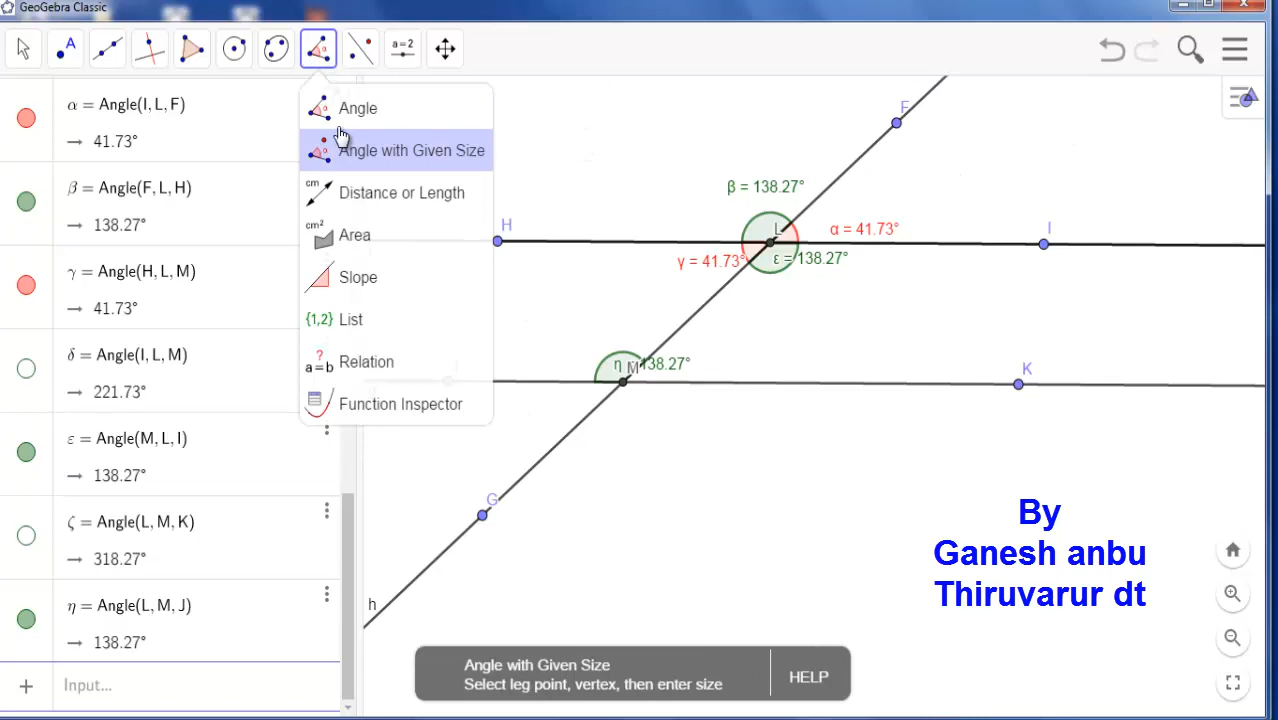 GeoGebra Classic
A
a=2
α = Angle(I, L, F)
→ 41.73°
β = Angle(F, L, H)
→ 138.27°
γ = Angle(H, L, M)
→ 41.73°
δ = Angle(I, L, M)
→ 221.73°
ε = Angle(M, L, I)
→ 138.27°
ζ = Angle(L, M, K)
→ 318.27°
η = Angle(L, M, J)
→ 138.27°
Input...
Angle
Angle with Given Size
cm Distance or Length
cm² Area
Slope
{1,2} List
? a=b Relation
Function Inspector
F
β = 138.27°
H
L
α = 41.73°
I
γ = 41.73°
ε = 138.27°
η
M
138.27°
K
G
h
By
Ganesh anbu
Thiruvarur dt
Angle with Given Size
Select leg point, vertex, then enter size
HELP